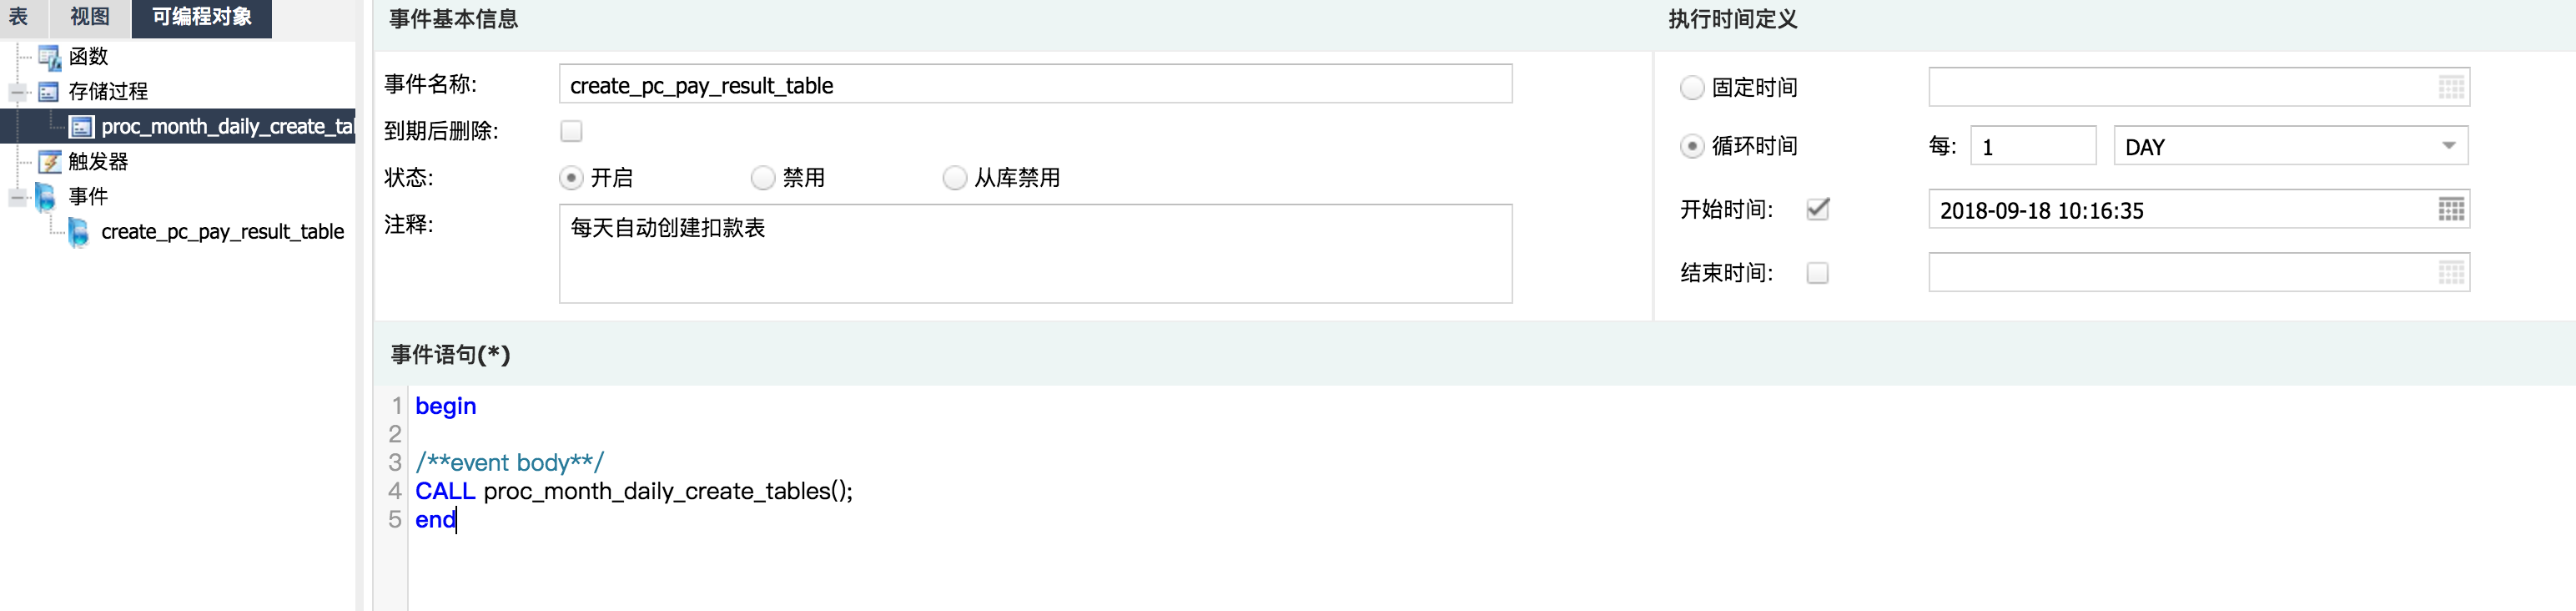 表 视图 可编程对象
函数
存储过程
proc_month_daily_create_tal
触发器
事件
create_pc_pay_result_table
事件基本信息
事件名称: create_pc_pay_result_table
到期后删除:
状态: 开启 禁用 从库禁用
注释: 每天自动创建扣款表
执行时间定义
固定时间
循环时间 每: 1 DAY
开始时间: 2018-09-18 10:16:35
结束时间:
事件语句(*)
1 begin
2
3 /**event body**/
4 CALL proc_month_daily_create_tables();
5 end